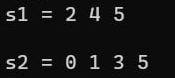 s1 = 2 4 5
s2 = 0 1 3 5